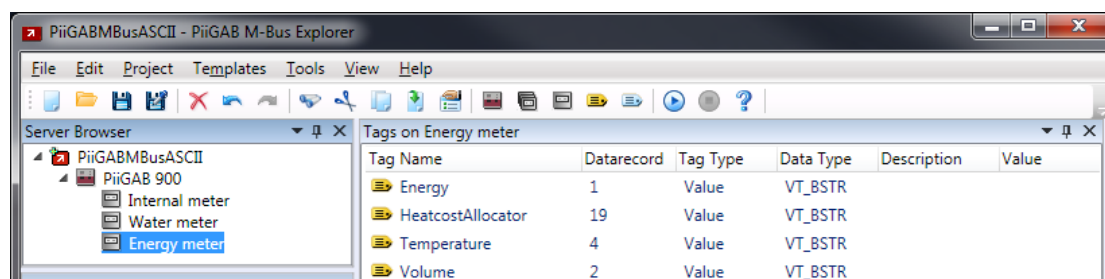 PiiGABMBusASCII - PiiGAB M-Bus Explorer
File Edit Project Templates Tools View Help
Server Browser
PiiGABMBusASCII
PiiGAB 900
Internal meter
Water meter
Energy meter
Tags on Energy meter
Tag Name Datarecord Tag Type Data Type Description Value
Energy 1 Value VT_BSTR
HeatcostAllocator 19 Value VT_BSTR
Temperature 4 Value VT_BSTR
Volume 2 Value VT_BSTR